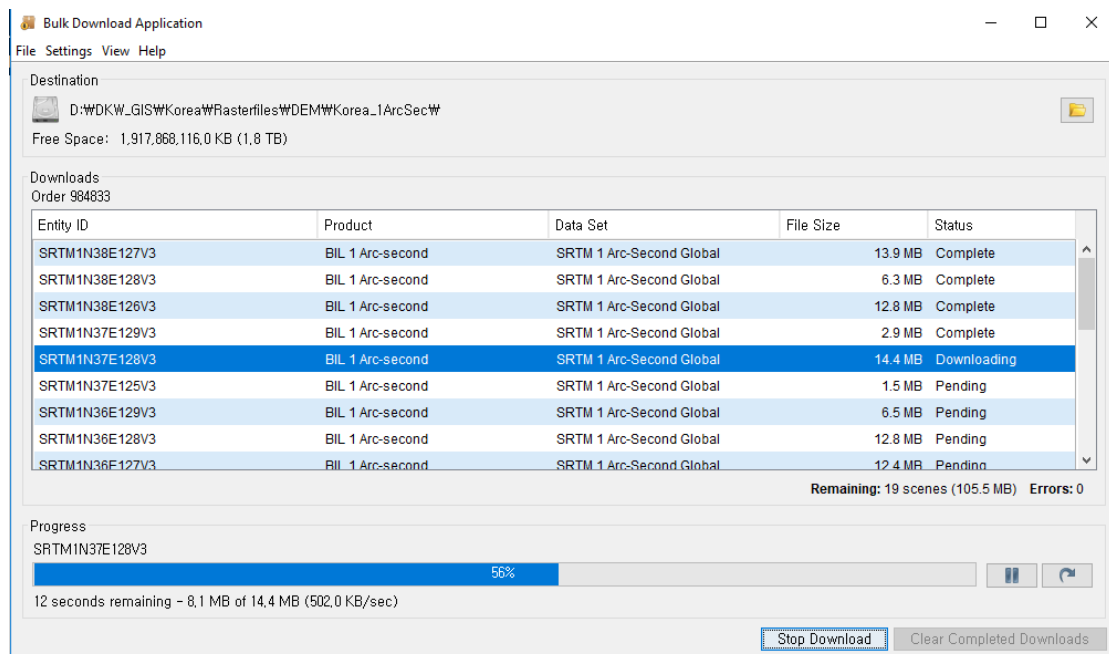 Bulk Download Application
File Settings View Help
Destination
D:₩DKW_GIS₩Korea₩Rasterfiles₩DEM₩Korea_1ArcSec₩
Free Space: 1,917,868,116,0 KB (1,8 TB)
Downloads
Order 984833
Entity ID Product Data Set File Size Status
SRTM1N38E127V3 BIL 1 Arc-second SRTM 1 Arc-Second Global 13.9 MB Complete
SRTM1N38E128V3 BIL 1 Arc-second SRTM 1 Arc-Second Global 6.3 MB Complete
SRTM1N38E126V3 BIL 1 Arc-second SRTM 1 Arc-Second Global 12.8 MB Complete
SRTM1N37E129V3 BIL 1 Arc-second SRTM 1 Arc-Second Global 2.9 MB Complete
SRTM1N37E128V3 BIL 1 Arc-second SRTM 1 Arc-Second Global 14.4 MB Downloading
SRTM1N37E125V3 BIL 1 Arc-second SRTM 1 Arc-Second Global 1.5 MB Pending
SRTM1N36E129V3 BIL 1 Arc-second SRTM 1 Arc-Second Global 6.5 MB Pending
SRTM1N36E128V3 BIL 1 Arc-second SRTM 1 Arc-Second Global 12.8 MB Pending
SRTM1N36E127V3 BIL 1 Arc-second SRTM 1 Arc-Second Global 12.4 MB Pending
Remaining: 19 scenes (105.5 MB) Errors: 0
Progress
SRTM1N37E128V3
56%
12 seconds remaining - 8,1 MB of 14,4 MB (502,0 KB/sec)
Stop Download Clear Completed Downloads